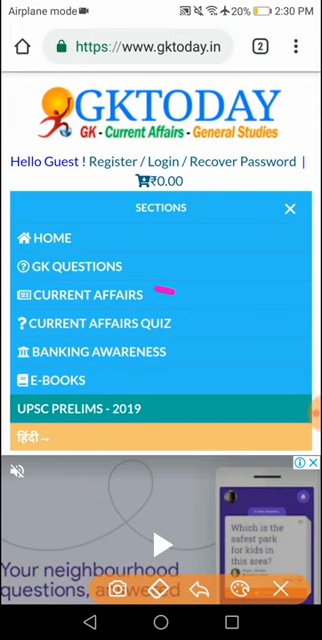 Airplane mode 20% 2:30 PM
https://www.gktoday.in 2
GKTODAY
GK - Current Affairs - General Studies
Hello Guest ! Register / Login / Recover Password |
₹0.00
SECTIONS
HOME
GK QUESTIONS
CURRENT AFFAIRS
CURRENT AFFAIRS QUIZ
BANKING AWARENESS
E-BOOKS
UPSC PRELIMS - 2019
हिंदी→
Which is the
safest park
for kids in
this area?
Your neighbourhood
questions,